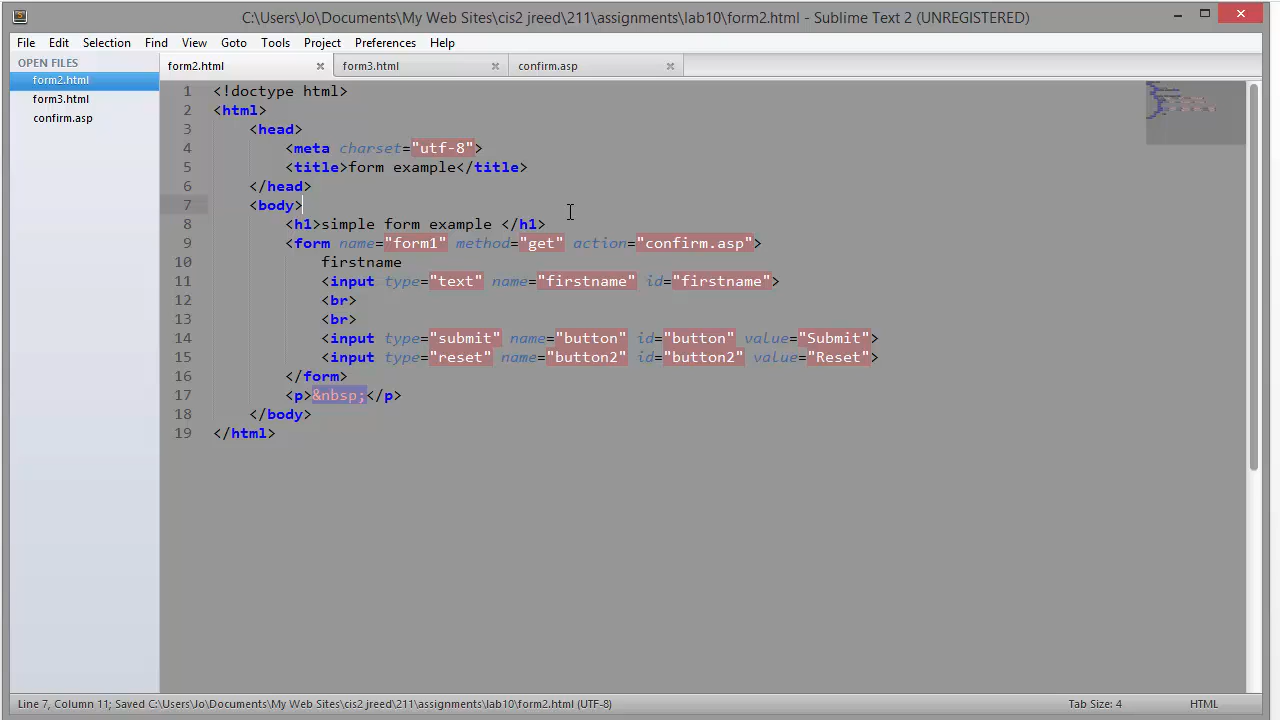 C:\Users\Jo\Documents\My Web Sites\cis2 jreed\211\assignments\lab10\form2.html - Sublime Text 2 (UNREGISTERED)
File Edit Selection Find View Goto Tools Project Preferences Help
OPEN FILES
form2.html
form3.html
confirm.asp
form2.html form3.html confirm.asp
1 <!doctype html>
2 <html>
3 <head>
4 <meta charset="utf-8">
5 <title>form example</title>
6 </head>
7 <body>
8 <h1>simple form example </h1>
9 <form name="form1" method="get" action="confirm.asp">
10 firstname
11 <input type="text" name="firstname" id="firstname">
12 <br>
13 <br>
14 <input type="submit" name="button" id="button" value="Submit">
15 <input type="reset" name="button2" id="button2" value="Reset">
16 </form>
17 <p>&nbsp;</p>
18 </body>
19 </html>
Line 7, Column 11; Saved C:\Users\Jo\Documents\My Web Sites\cis2 jreed\211\assignments\lab10\form2.html (UTF-8) Tab Size: 4 HTML